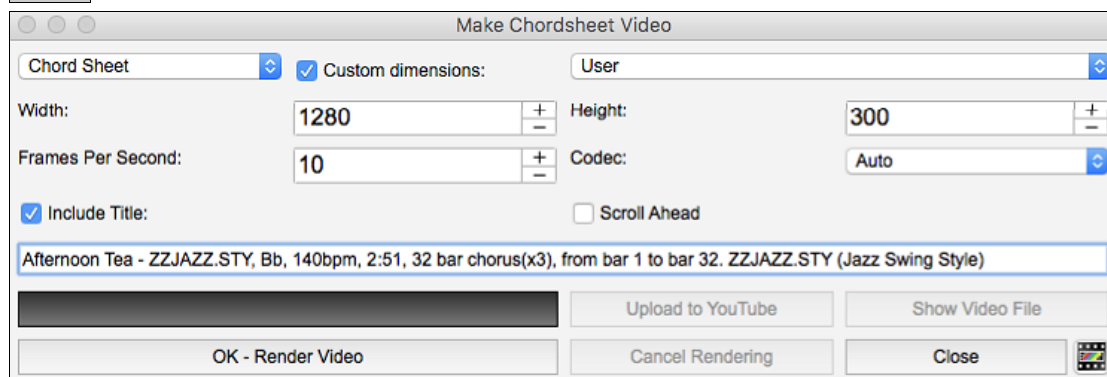 Make Chordsheet Video
Chord Sheet Custom dimensions: User
Width: 1280 + − Height: 300 + −
Frames Per Second: 10 + − Codec: Auto
Include Title: Scroll Ahead
Afternoon Tea - ZZJAZZ.STY, Bb, 140bpm, 2:51, 32 bar chorus(x3), from bar 1 to bar 32. ZZJAZZ.STY (Jazz Swing Style)
Upload to YouTube Show Video File
OK - Render Video Cancel Rendering Close